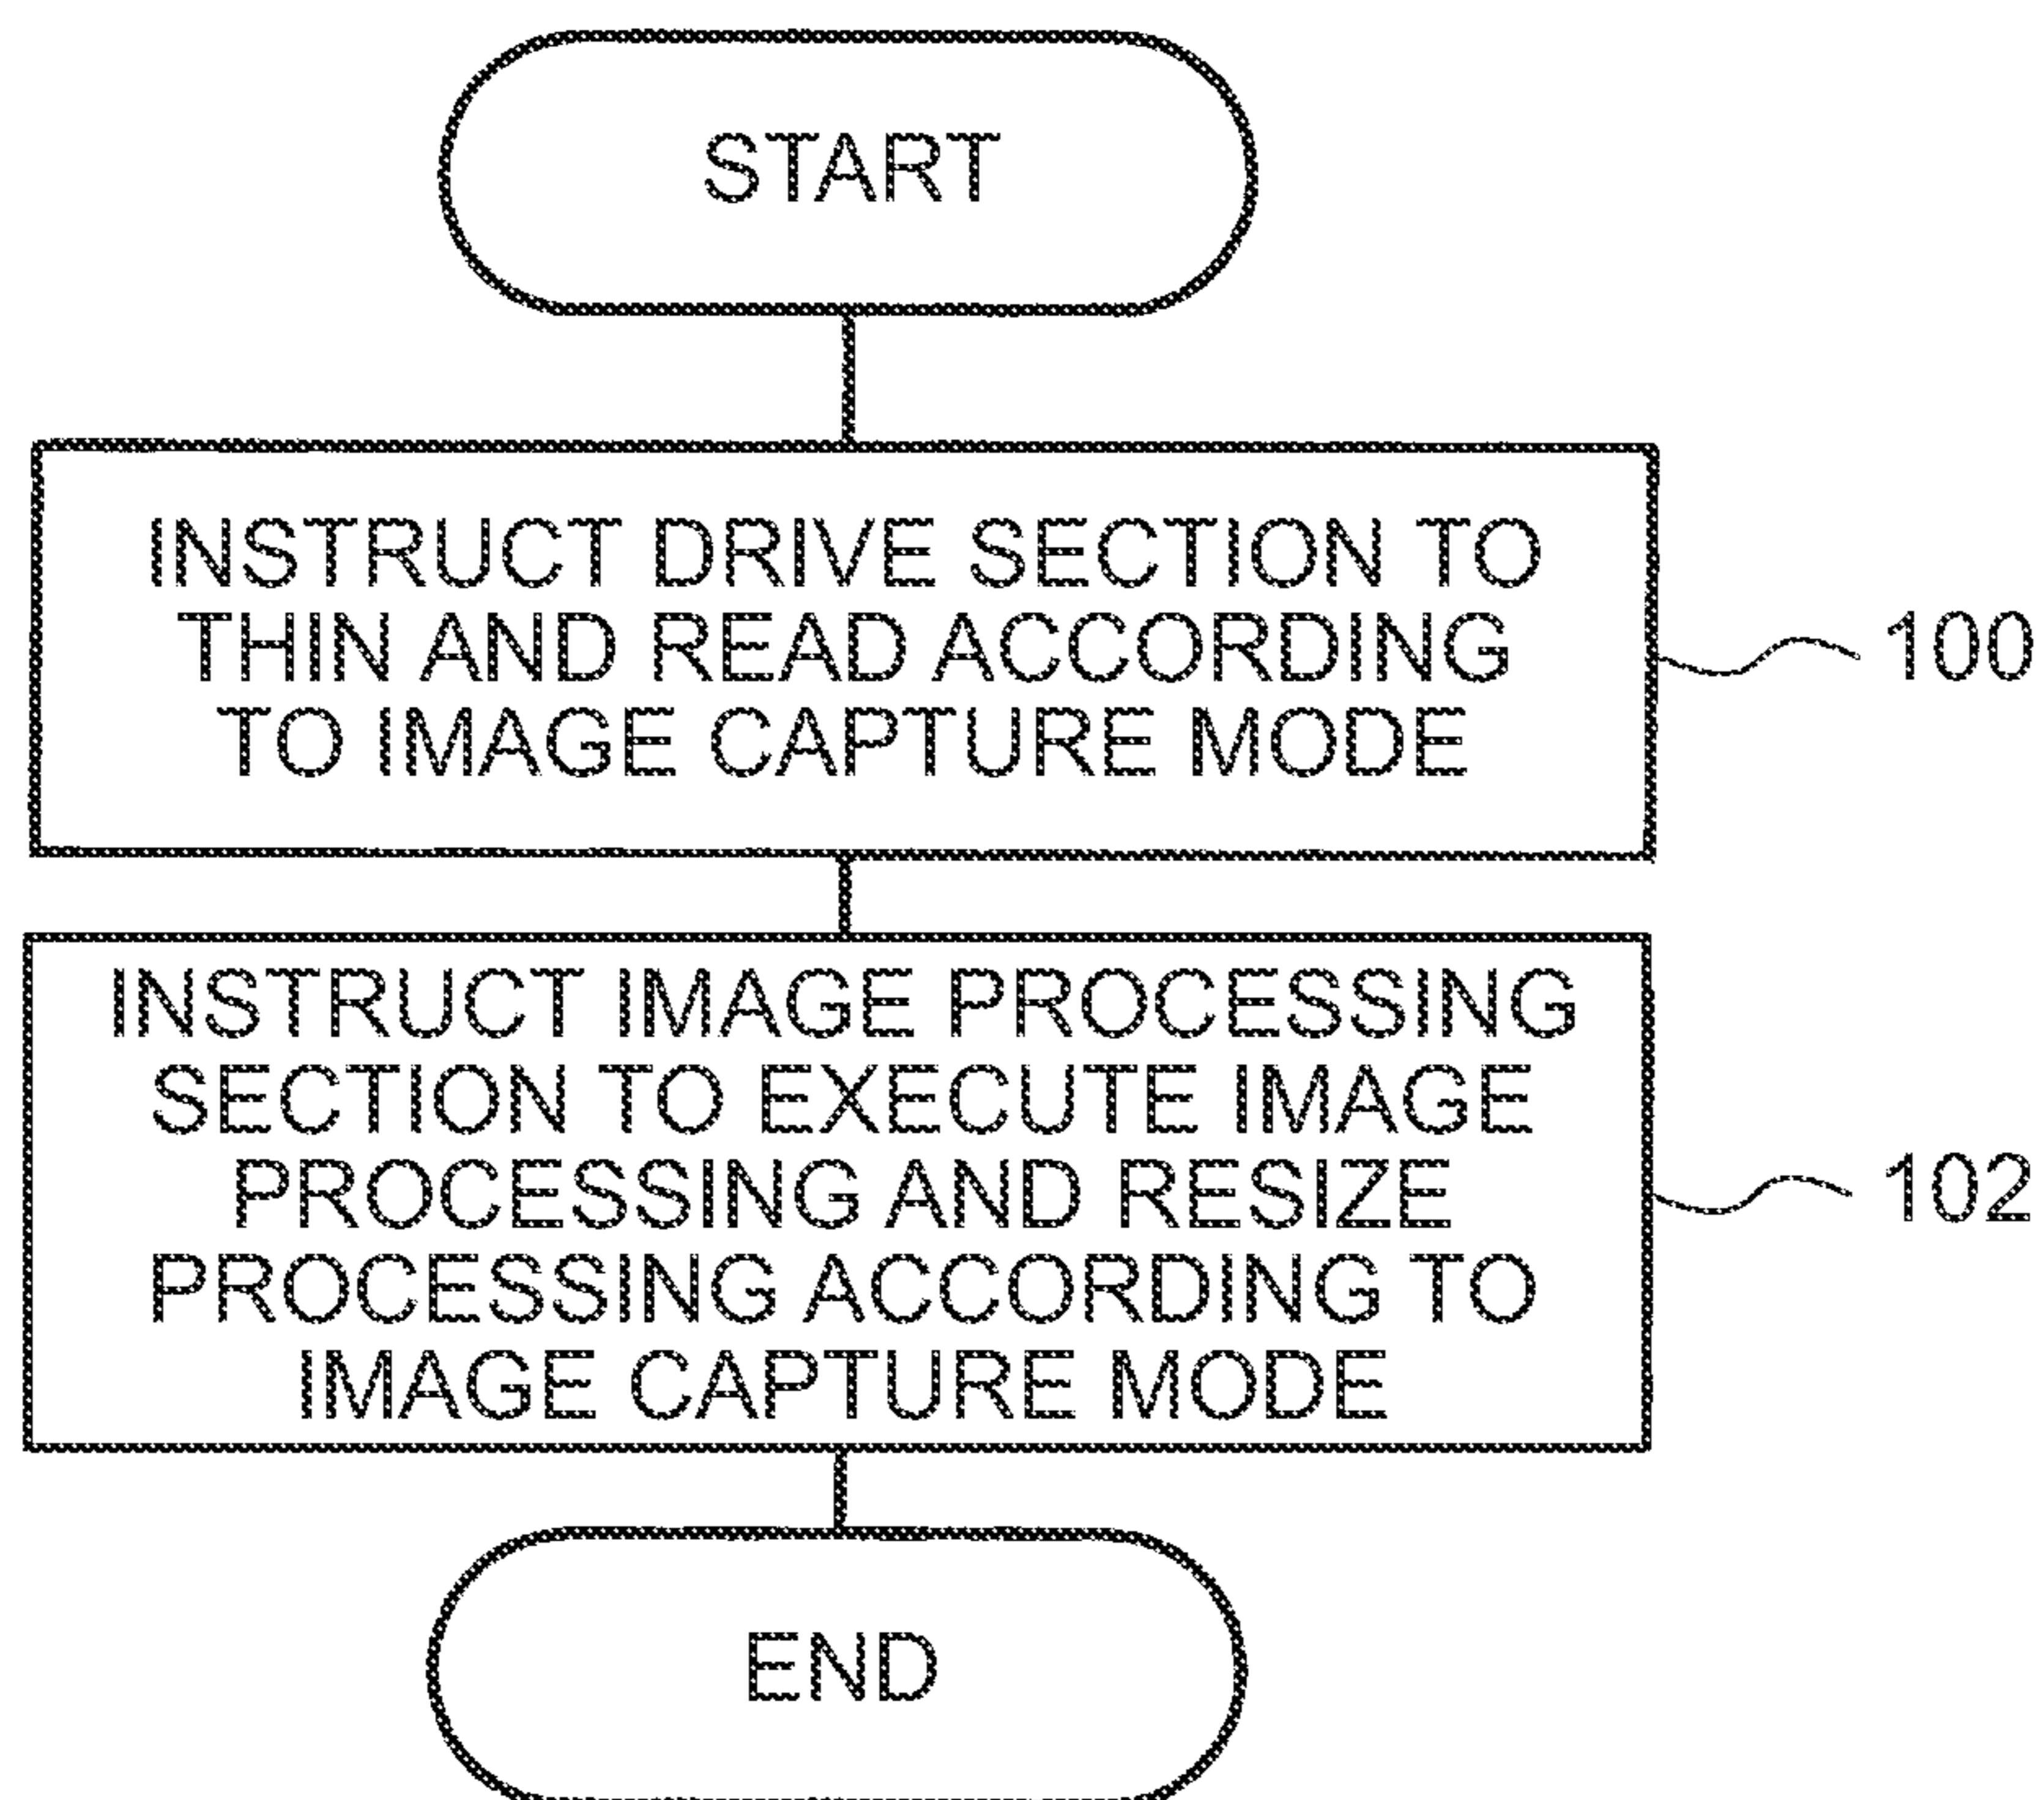 START
INSTRUCT DRIVE SECTION TO
THIN AND READ ACCORDING
TO IMAGE CAPTURE MODE
100
INSTRUCT IMAGE PROCESSING
SECTION TO EXECUTE IMAGE
PROCESSING AND RESIZE
PROCESSING ACCORDING TO
IMAGE CAPTURE MODE
102
END